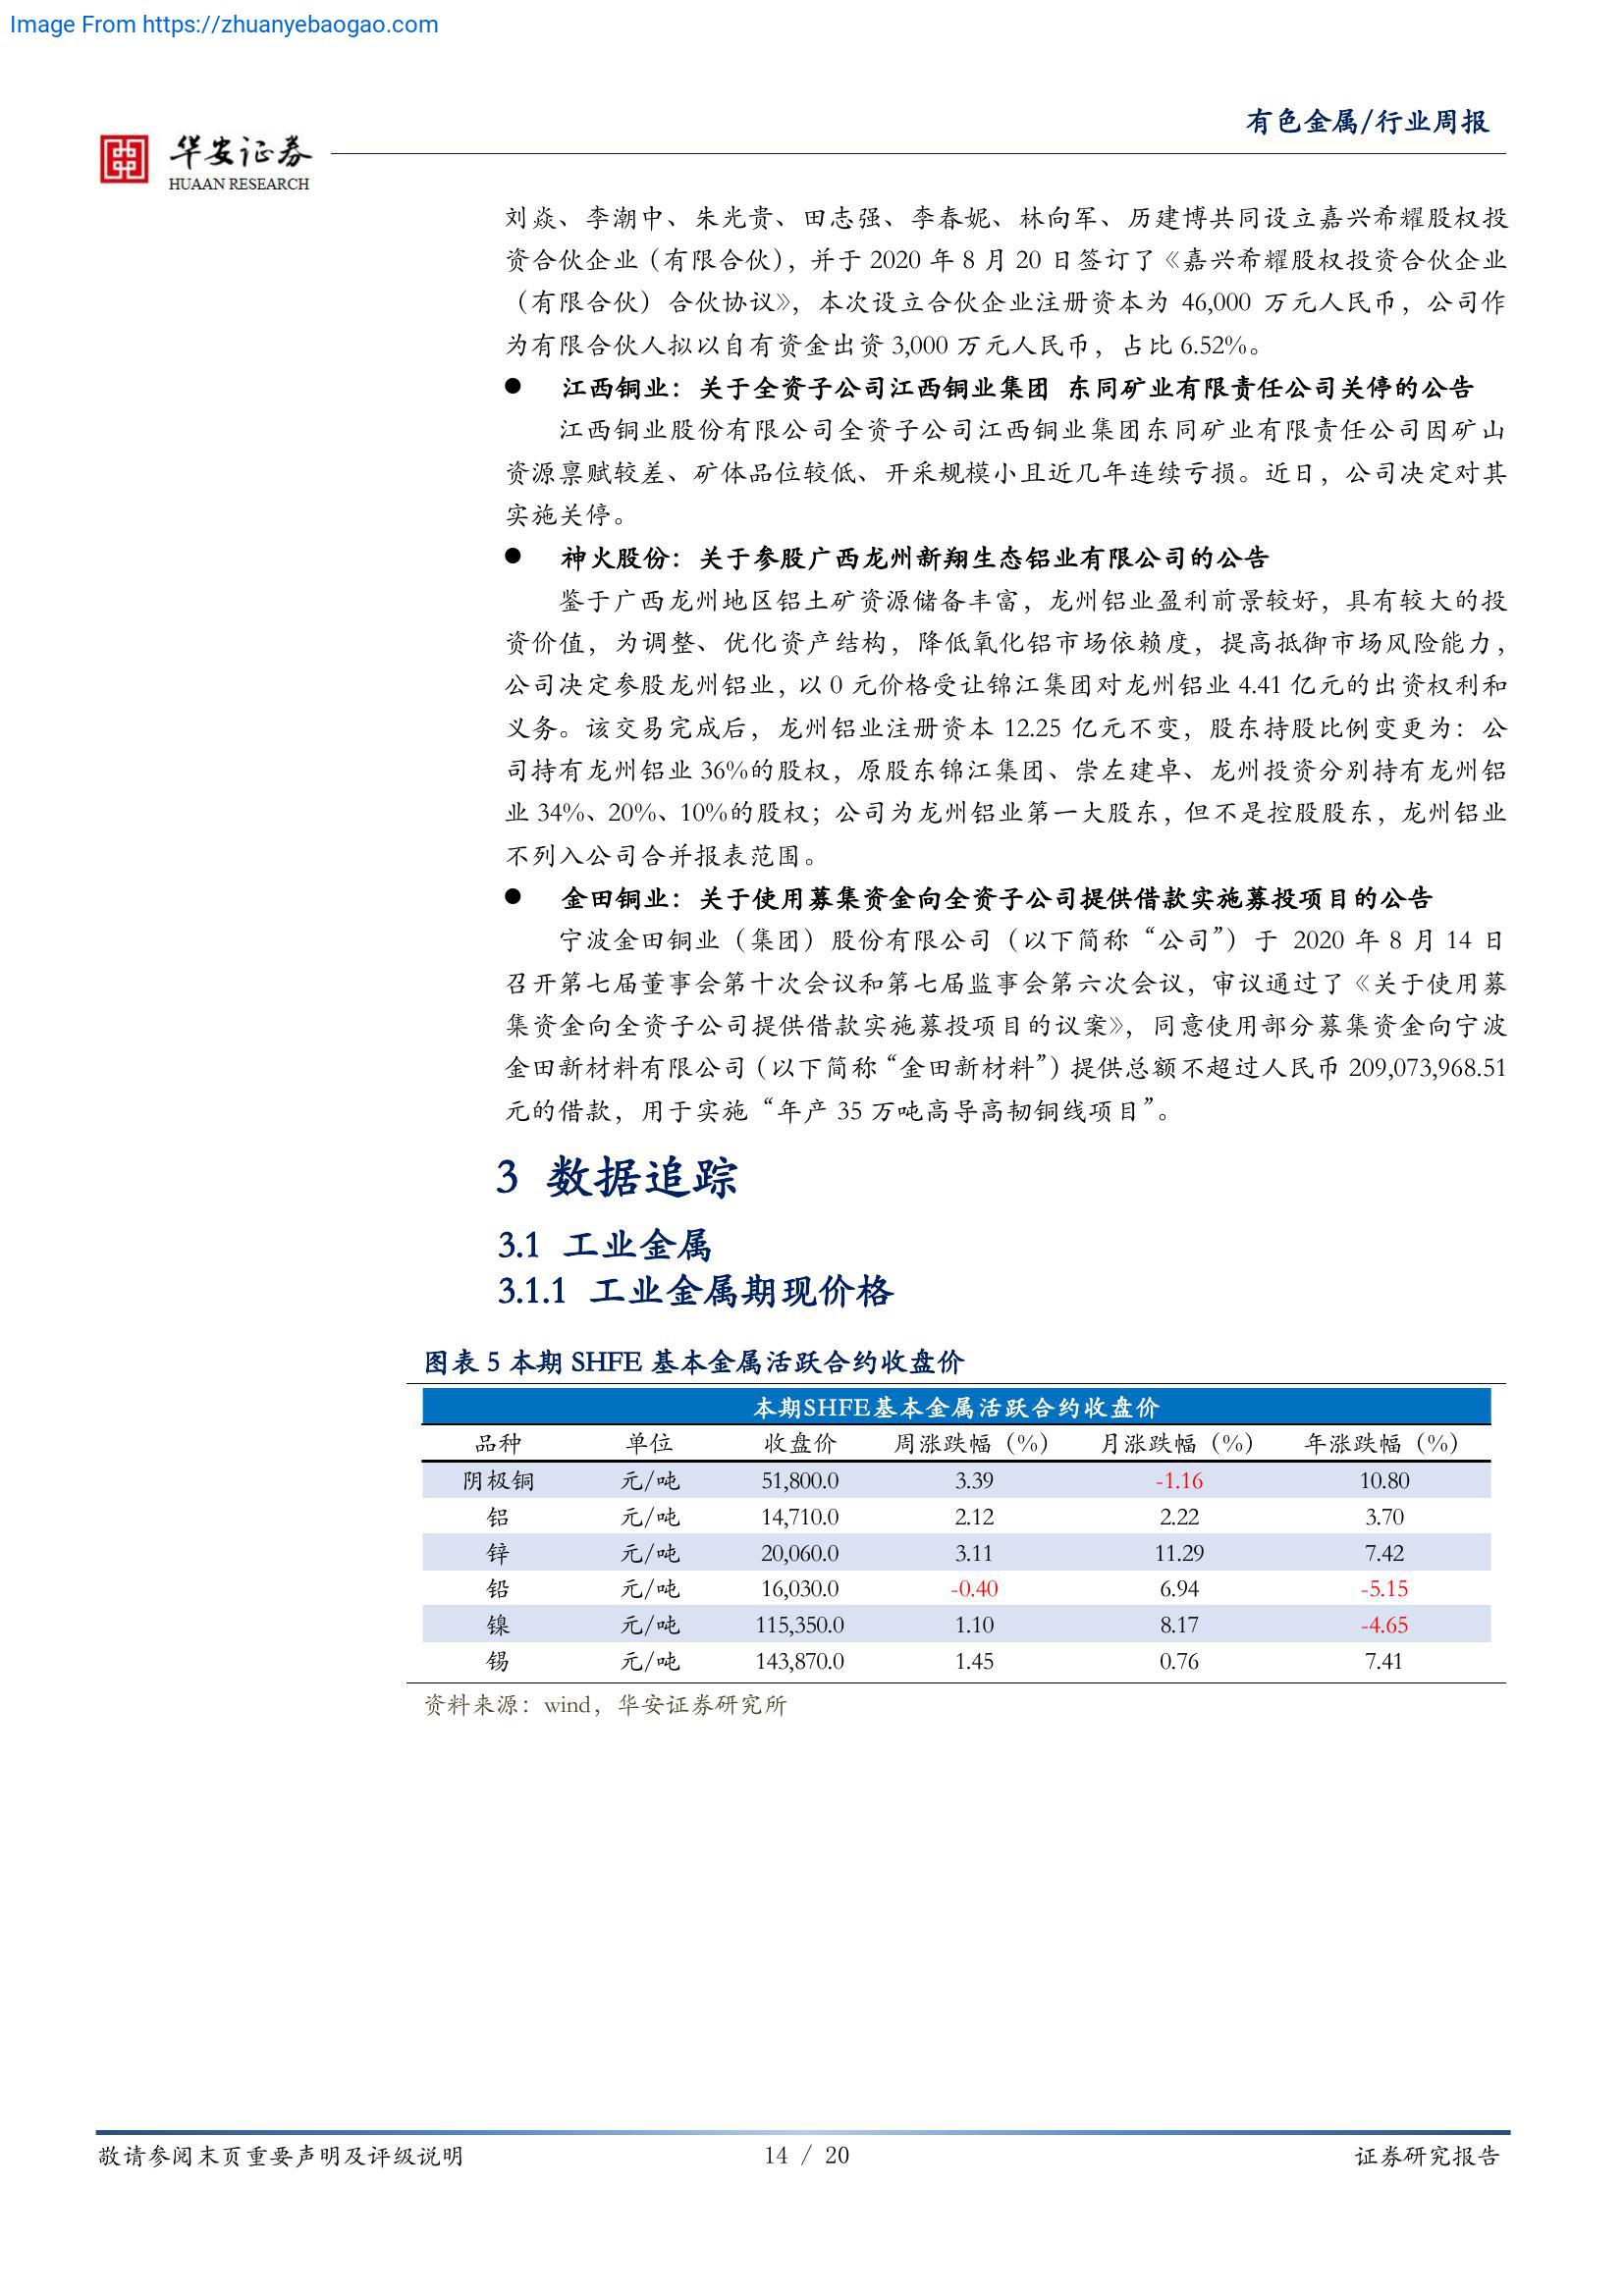 Image From https://zhuanyebaogao.com
有色金属/行业周报
华安证券
HUAAN RESEARCH
刘焱、李潮中、朱光贵、田志强、李春妮、林向军、历建博共同设立嘉兴希耀股权投
资合伙企业（有限合伙），并于 2020 年 8 月 20 日签订了《嘉兴希耀股权投资合伙企业
（有限合伙）合伙协议》，本次设立合伙企业注册资本为 46,000 万元人民币，公司作
为有限合伙人拟以自有资金出资 3,000 万元人民币，占比 6.52%。
● 江西铜业：关于全资子公司江西铜业集团 东同矿业有限责任公司关停的公告
江西铜业股份有限公司全资子公司江西铜业集团东同矿业有限责任公司因矿山
资源禀赋较差、矿体品位较低、开采规模小且近几年连续亏损。近日，公司决定对其
实施关停。
● 神火股份：关于参股广西龙州新翔生态铝业有限公司的公告
鉴于广西龙州地区铝土矿资源储备丰富，龙州铝业盈利前景较好，具有较大的投
资价值，为调整、优化资产结构，降低氧化铝市场依赖度，提高抵御市场风险能力，
公司决定参股龙州铝业，以 0 元价格受让锦江集团对龙州铝业 4.41 亿元的出资权利和
义务。该交易完成后，龙州铝业注册资本 12.25 亿元不变，股东持股比例变更为：公
司持有龙州铝业 36%的股权，原股东锦江集团、崇左建卓、龙州投资分别持有龙州铝
业 34%、20%、10%的股权；公司为龙州铝业第一大股东，但不是控股股东，龙州铝业
不列入公司合并报表范围。
● 金田铜业：关于使用募集资金向全资子公司提供借款实施募投项目的公告
宁波金田铜业（集团）股份有限公司（以下简称“公司”）于 2020 年 8 月 14 日
召开第七届董事会第十次会议和第七届监事会第六次会议，审议通过了《关于使用募
集资金向全资子公司提供借款实施募投项目的议案》，同意使用部分募集资金向宁波
金田新材料有限公司（以下简称“金田新材料”）提供总额不超过人民币 209,073,968.51
元的借款，用于实施“年产 35 万吨高导高韧铜线项目”。
3 数据追踪
3.1 工业金属
3.1.1 工业金属期现价格
图表 5 本期 SHFE 基本金属活跃合约收盘价
本期SHFE基本金属活跃合约收盘价
品种 单位 收盘价 周涨跌幅（%） 月涨跌幅（%） 年涨跌幅（%）
阴极铜 元/吨 51,800.0 3.39 -1.16 10.80
铝 元/吨 14,710.0 2.12 2.22 3.70
锌 元/吨 20,060.0 3.11 11.29 7.42
铅 元/吨 16,030.0 -0.40 6.94 -5.15
镍 元/吨 115,350.0 1.10 8.17 -4.65
锡 元/吨 143,870.0 1.45 0.76 7.41
资料来源：wind，华安证券研究所
敬请参阅末页重要声明及评级说明 14 / 20 证券研究报告